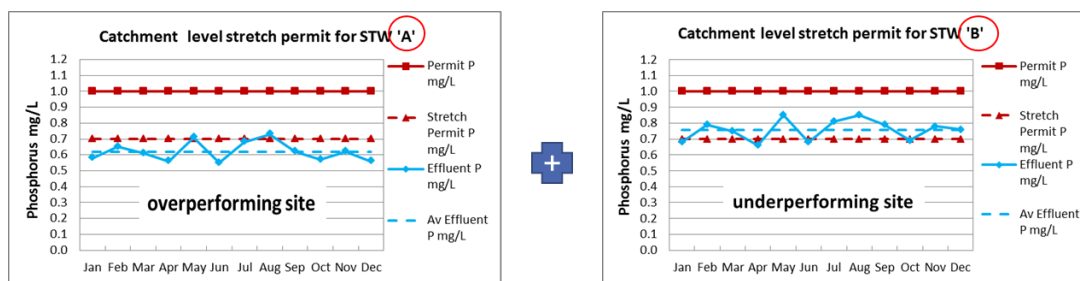 Catchment level stretch permit for STW 'A'
1.2
1.1
1.0
0.9
0.8
0.7
0.6
0.5
0.4
0.3
0.2
0.1
0.0
Phosphorus mg/L
overperforming site
Jan Feb Mar Apr May Jun Jul Aug Sep Oct Nov Dec
Permit P
mg/L
Stretch
Permit P
mg/L
Effluent P
mg/L
Av Effluent
P mg/L
+
Catchment level stretch permit for STW 'B'
1.2
1.1
1.0
0.9
0.8
0.7
0.6
0.5
0.4
0.3
0.2
0.1
0.0
Phosphorus mg/L
underperforming site
Jan Feb Mar Apr May Jun Jul Aug Sep Oct Nov Dec
Permit P
mg/L
Stretch
Permit P
mg/L
Effluent P
mg/L
Av Effluent
P mg/L